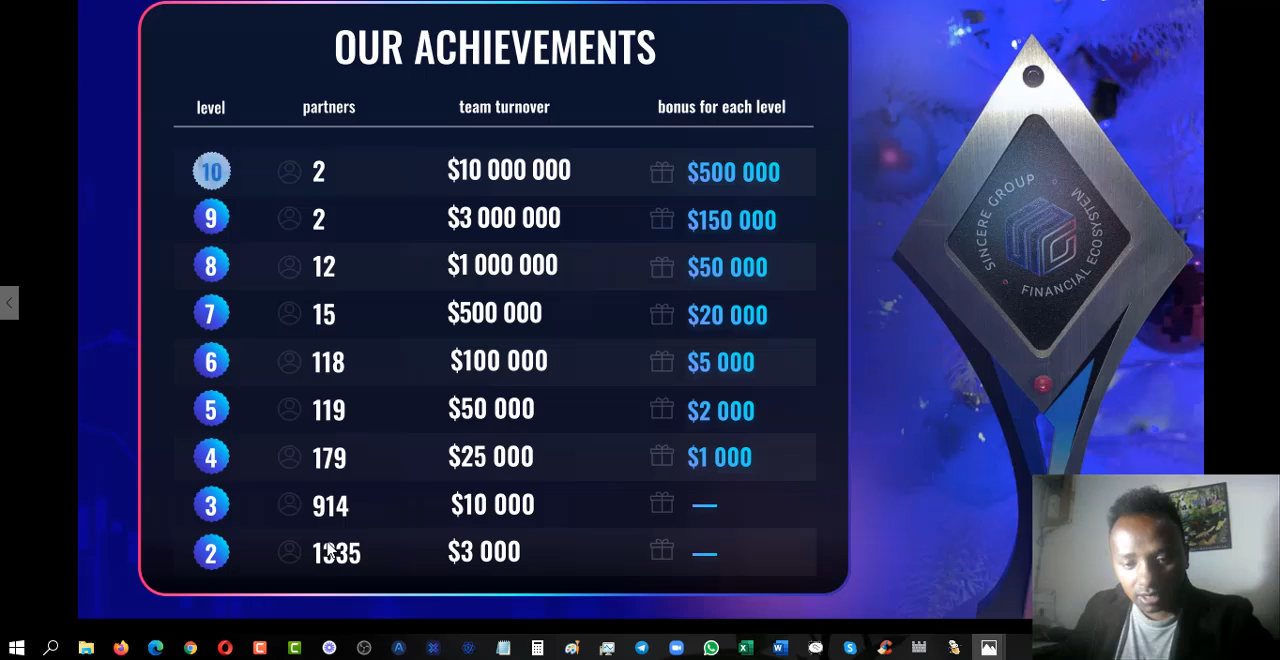 OUR ACHIEVEMENTS
level partners team turnover bonus for each level
10 2 $10 000 000 $500 000
9 2 $3 000 000 $150 000
8 12 $1 000 000 $50 000
7 15 $500 000 $20 000
6 118 $100 000 $5 000
5 119 $50 000 $2 000
4 179 $25 000 $1 000
3 914 $10 000 —
2 1335 $3 000 —
SINCERE GROUP
FINANCIAL ECOSYSTEM